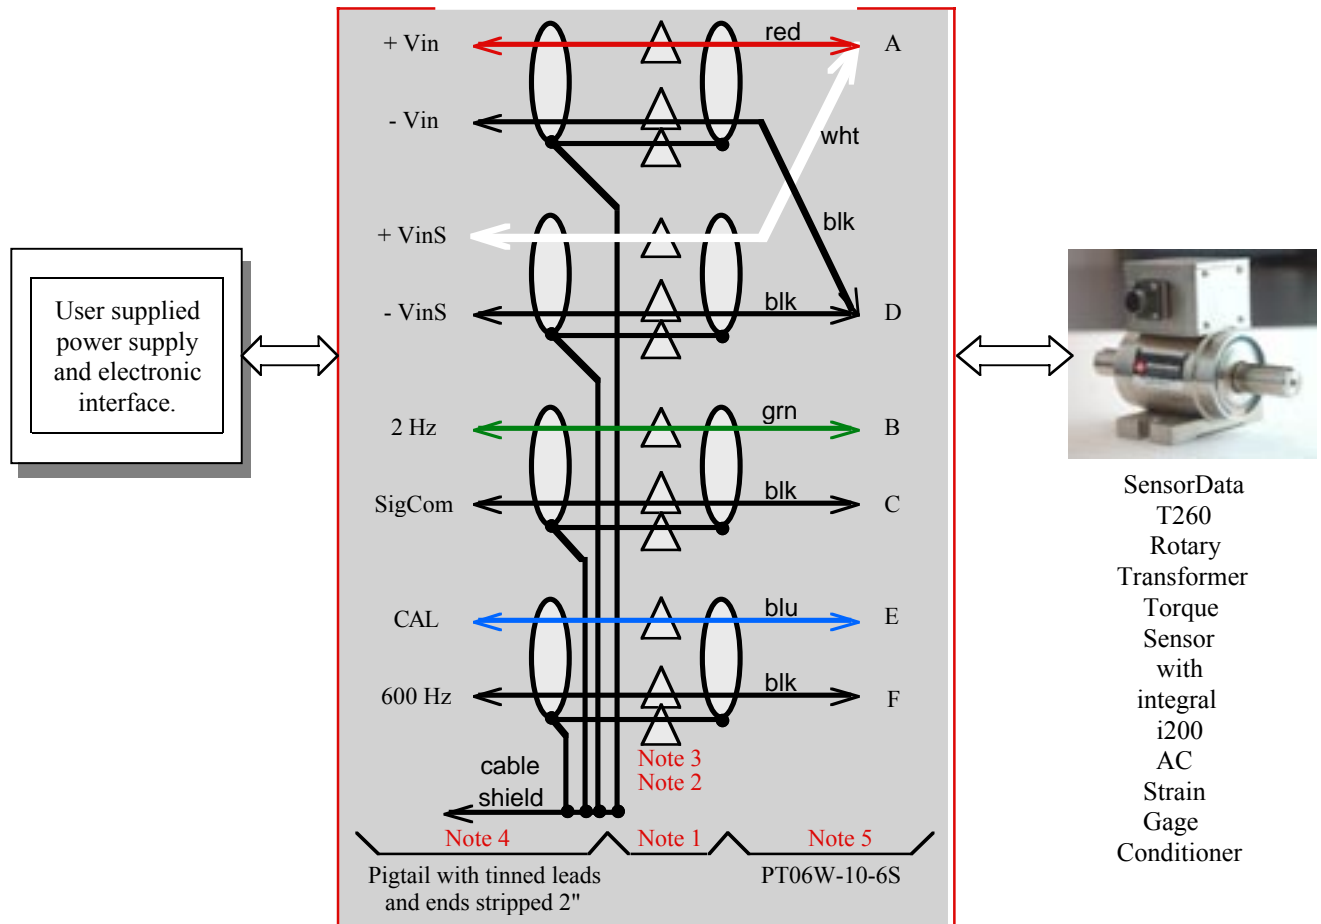 + Vin
red
A
- Vin
wht
blk
+ VinS
- VinS
blk
D
User supplied
power supply
and electronic
interface.
2 Hz
grn
B
SigCom
blk
C
CAL
blu
E
600 Hz
blk
F
cable
shield
Note 3
Note 2
Note 4
Note 1
Note 5
Pigtail with tinned leads
and ends stripped 2"
PT06W-10-6S
SensorData
T260
Rotary
Transformer
Torque
Sensor
with
integral
i200
AC
Strain
Gage
Conditioner